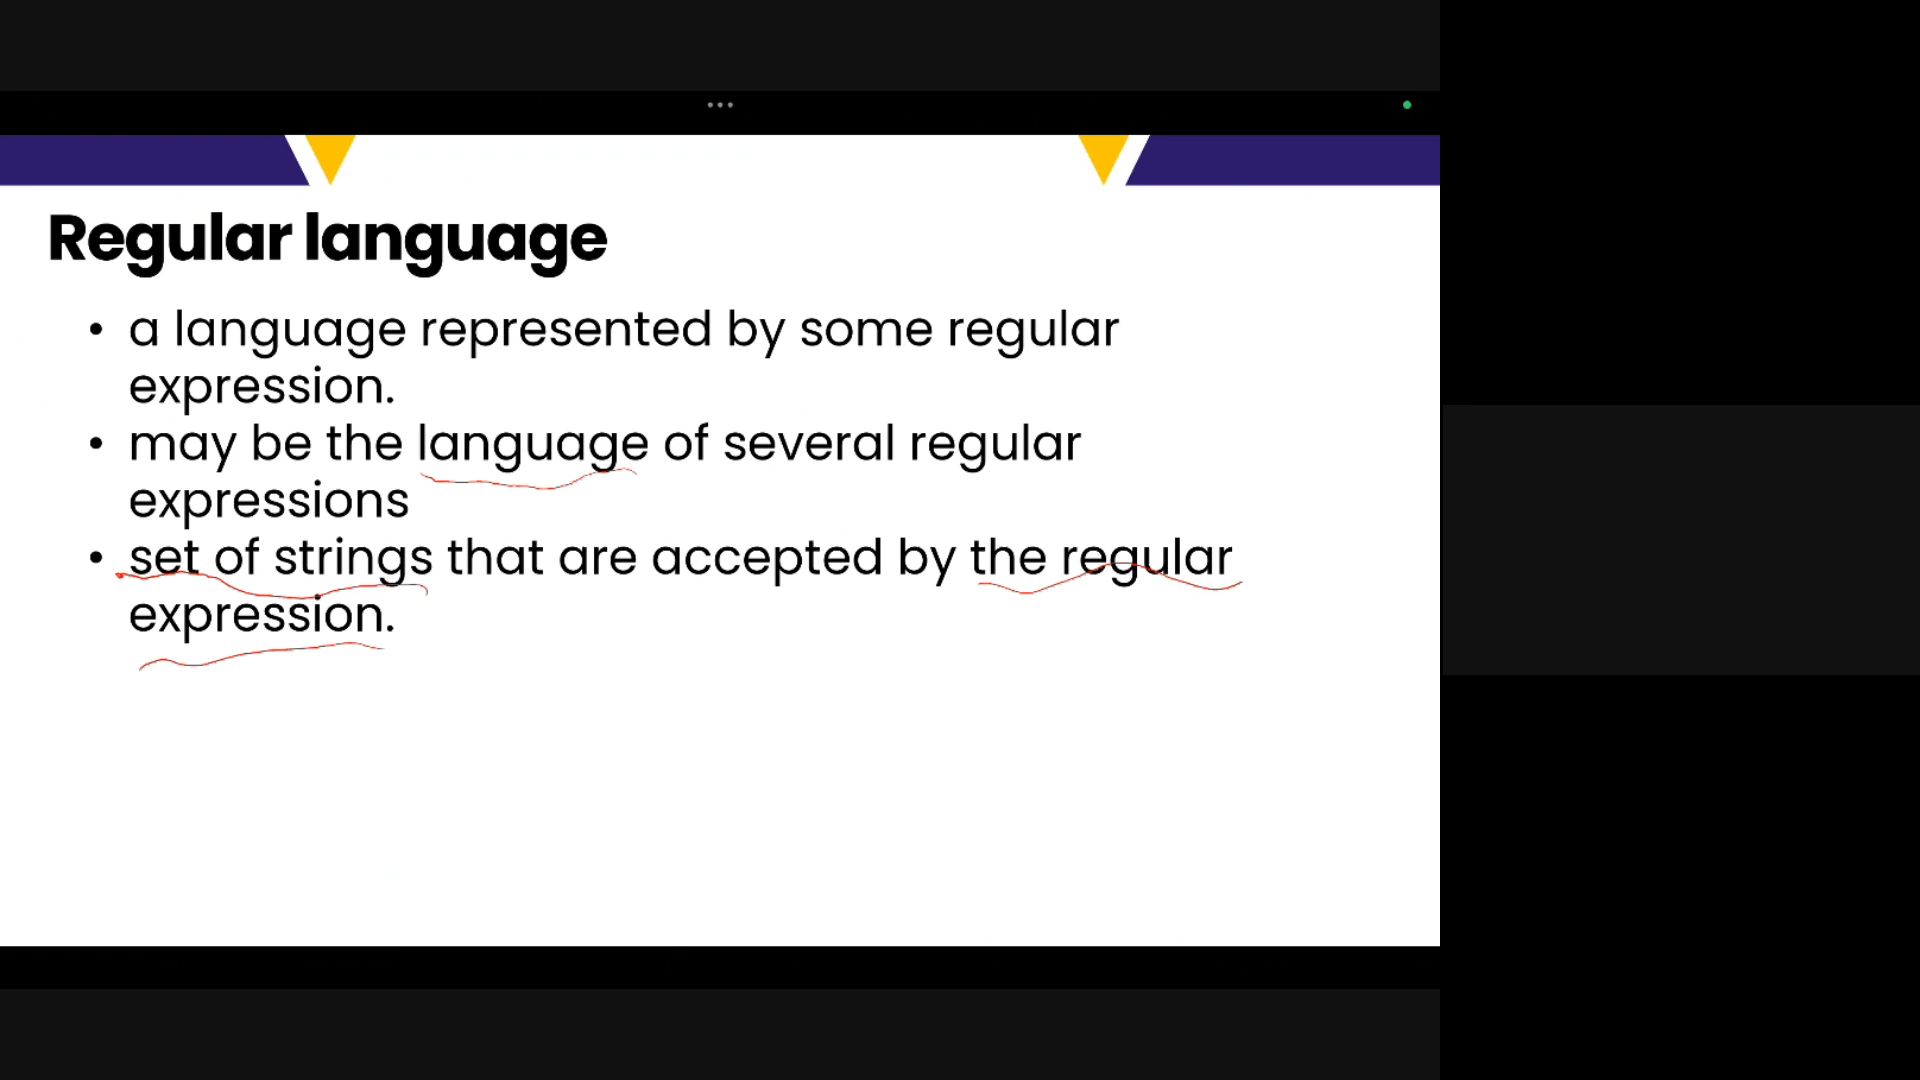 Regular language
• a language represented by some regular
expression.
• may be the language of several regular
expressions
• set of strings that are accepted by the regular
expression.